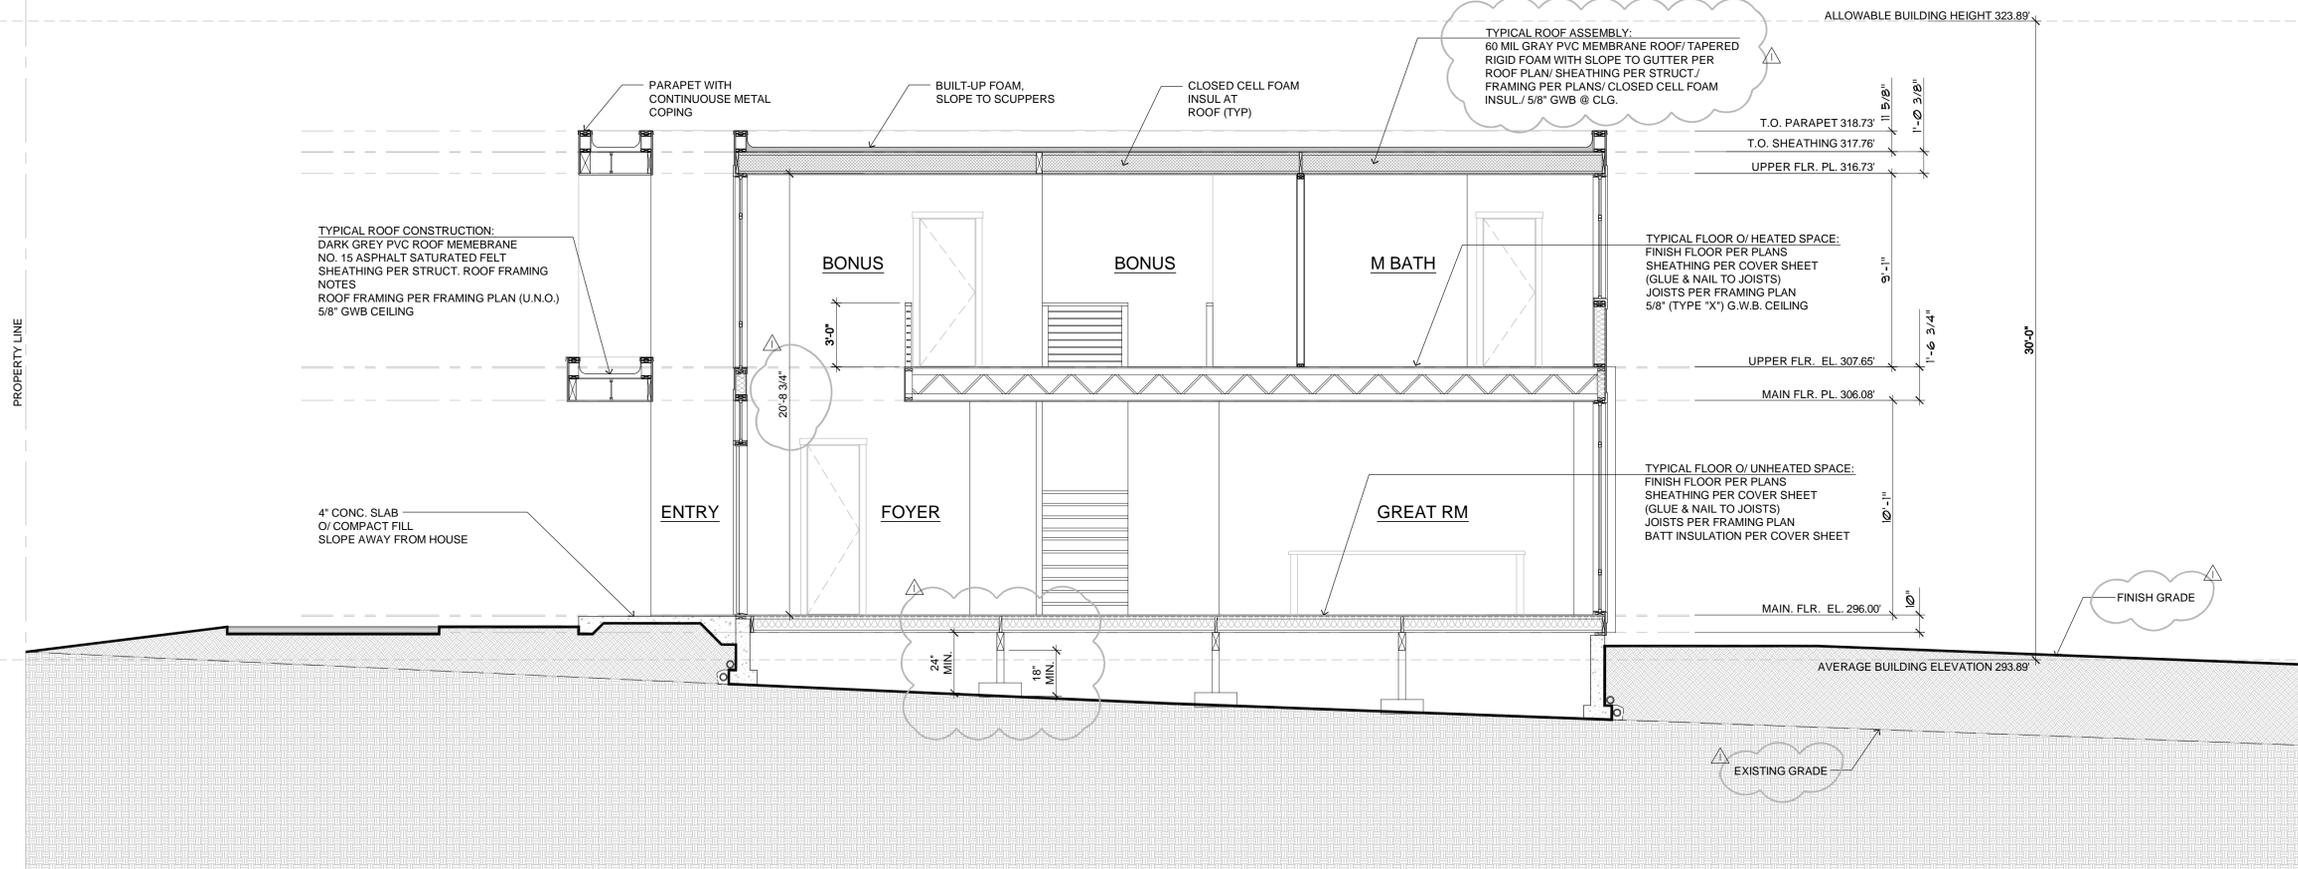 ALLOWABLE BUILDING HEIGHT 323.89'
TYPICAL ROOF ASSEMBLY:
60 MIL GRAY PVC MEMBRANE ROOF/ TAPERED
RIGID FOAM WITH SLOPE TO GUTTER PER
ROOF PLAN/ SHEATHING PER STRUCT./
FRAMING PER PLANS/ CLOSED CELL FOAM
INSUL./ 5/8" GWB @ CLG.
1
PARAPET WITH
CONTINUOUSE METAL
COPING
BUILT-UP FOAM,
SLOPE TO SCUPPERS
CLOSED CELL FOAM
INSUL AT
ROOF (TYP)
11 5/8"
1'-0 3/8"
T.O. PARAPET 318.73'
T.O. SHEATHING 317.76'
UPPER FLR. PL. 316.73'
TYPICAL ROOF CONSTRUCTION:
DARK GREY PVC ROOF MEMEBRANE
NO. 15 ASPHALT SATURATED FELT
SHEATHING PER STRUCT. ROOF FRAMING
NOTES
ROOF FRAMING PER FRAMING PLAN (U.N.O.)
5/8" GWB CEILING
BONUS
BONUS
M BATH
TYPICAL FLOOR O/ HEATED SPACE:
FINISH FLOOR PER PLANS
SHEATHING PER COVER SHEET
(GLUE & NAIL TO JOISTS)
JOISTS PER FRAMING PLAN
5/8" (TYPE "X") G.W.B. CEILING
9'-1"
PROPERTY LINE
1
3'-0"
20'-8 3/4"
1'-6 3/4"
30'-0"
UPPER FLR. EL. 307.65'
MAIN FLR. PL. 306.08'
4" CONC. SLAB
O/ COMPACT FILL
SLOPE AWAY FROM HOUSE
ENTRY
FOYER
GREAT RM
TYPICAL FLOOR O/ UNHEATED SPACE:
FINISH FLOOR PER PLANS
SHEATHING PER COVER SHEET
(GLUE & NAIL TO JOISTS)
JOISTS PER FRAMING PLAN
BATT INSULATION PER COVER SHEET
10'-1"
1
MAIN. FLR. EL. 296.00'
10"
1
FINISH GRADE
24"
MIN.
18"
MIN.
AVERAGE BUILDING ELEVATION 293.89'
1
EXISTING GRADE